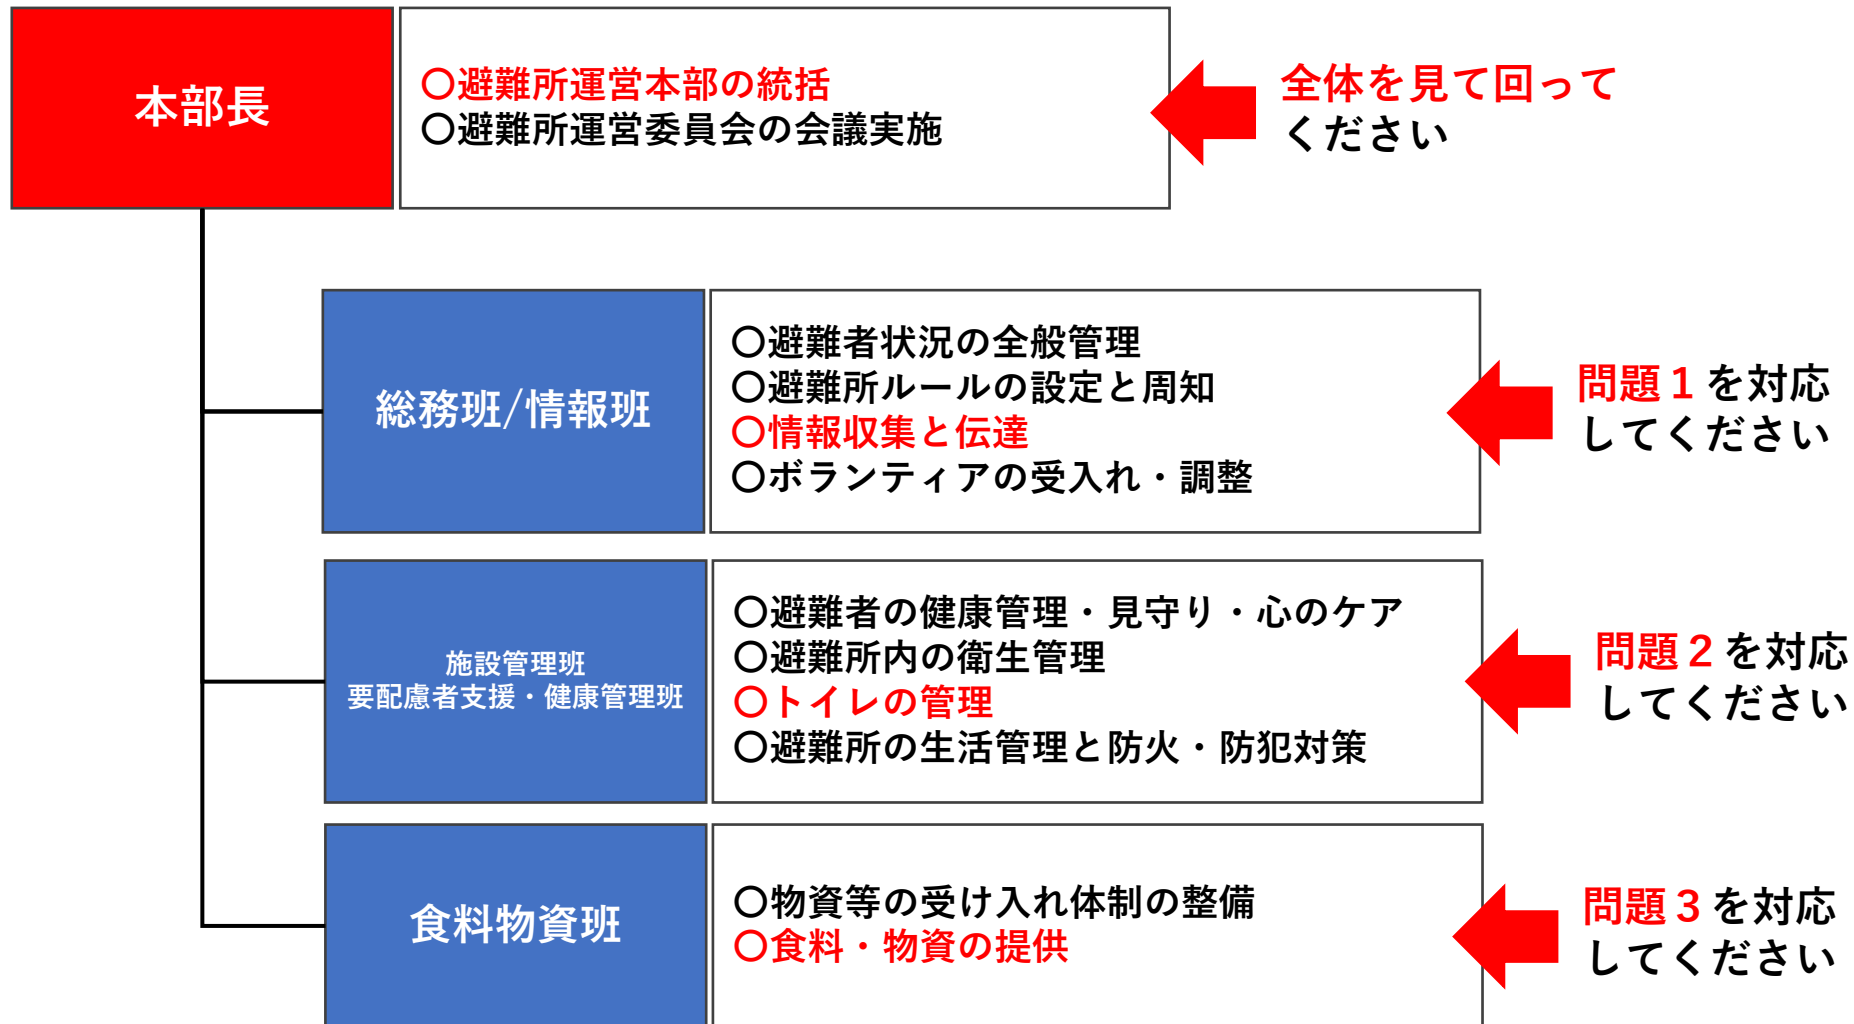 本部長
〇避難所運営本部の統括
〇避難所運営委員会の会議実施
全体を見て回って
ください
総務班/情報班
〇避難者状況の全般管理
〇避難所ルールの設定と周知
〇情報収集と伝達
〇ボランティアの受入れ・調整
問題１を対応
してください
施設管理班
要配慮者支援・健康管理班
〇避難者の健康管理・見守り・心のケア
〇避難所内の衛生管理
〇トイレの管理
〇避難所の生活管理と防火・防犯対策
問題２を対応
してください
食料物資班
〇物資等の受け入れ体制の整備
〇食料・物資の提供
問題３を対応
してください